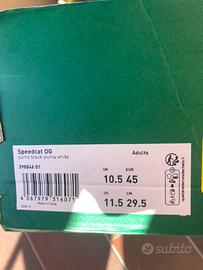 Speedcat OG
puma black-puma white
Adults
398846 01
UK EUR
10.5 45
US CM
11.5 29.5
4 067979 316071
subito